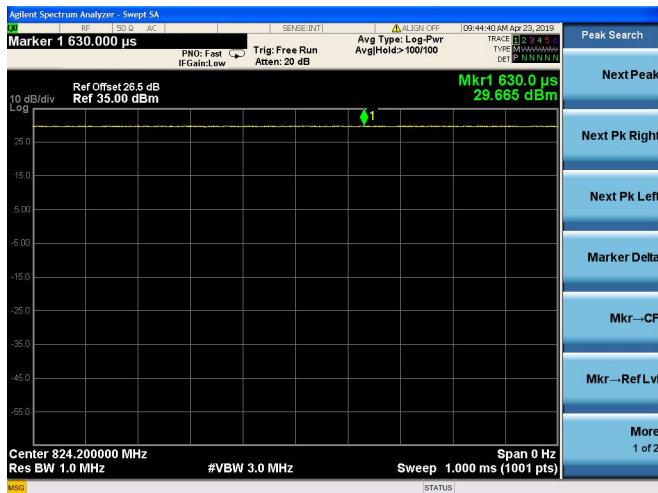 Agilent Spectrum Analyzer - Swept SA
RF 50 Ω AC SENSE:INT ALIGN OFF 09:44:40 AM Apr 23, 2019
Marker 1 630.000 µs
PNO: Fast
IFGain:Low
Trig: Free Run
Atten: 20 dB
Avg Type: Log-Pwr
Avg|Hold:>100/100
TRACE 1 2 3 4 5 6
TYPE M
DET P N N N N N
Peak Search
Ref Offset 26.5 dB
10 dB/div Ref 35.00 dBm
Log
Mkr1 630.0 µs
29.665 dBm
1
25.0
15.0
5.00
-5.00
-15.0
-25.0
-35.0
-45.0
-55.0
Center 824.200000 MHz
Span 0 Hz
Res BW 1.0 MHz
#VBW 3.0 MHz
Sweep 1.000 ms (1001 pts)
MSG
STATUS
Next Peak
Next Pk Right
Next Pk Left
Marker Delta
Mkr→CF
Mkr→Ref Lvl
More
1 of 2